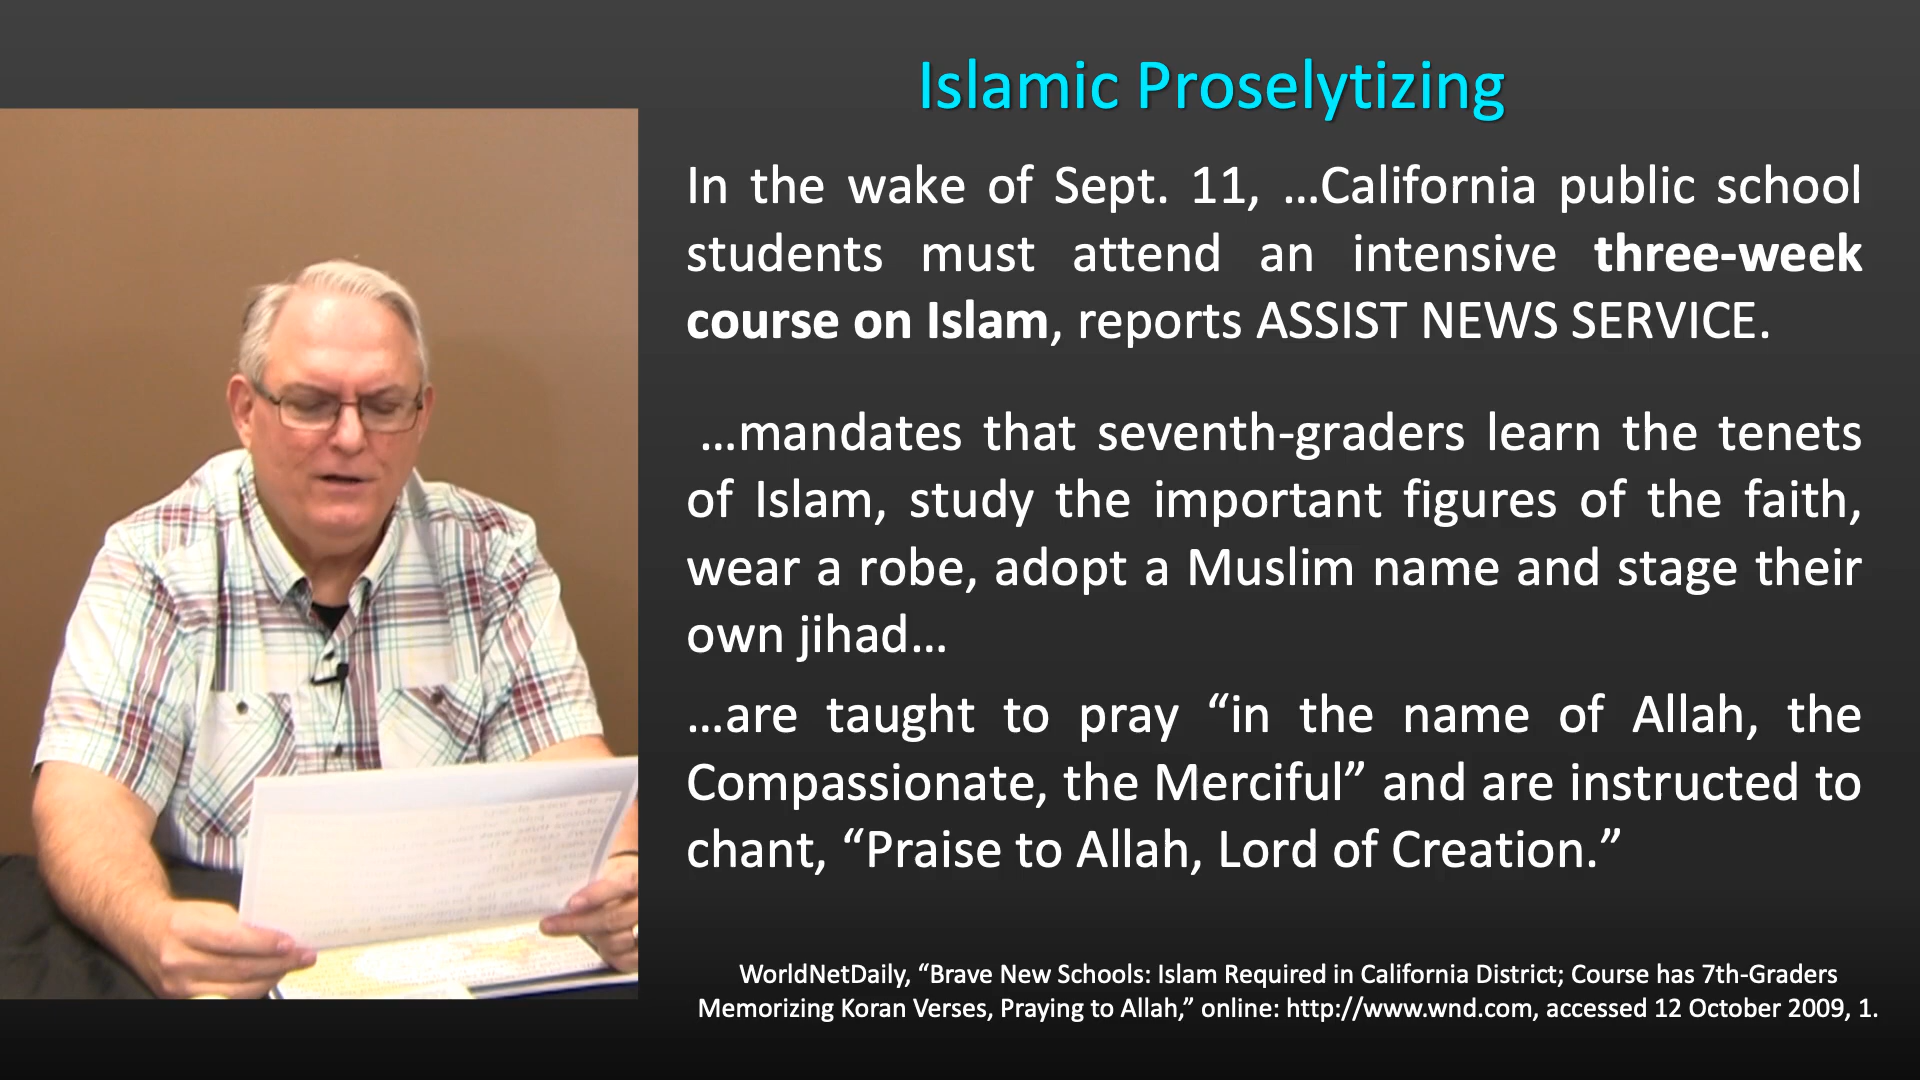 Islamic Proselytizing
In the wake of Sept. 11, …California public school
students must attend an intensive three-week
course on Islam, reports ASSIST NEWS SERVICE.
…mandates that seventh-graders learn the tenets
of Islam, study the important figures of the faith,
wear a robe, adopt a Muslim name and stage their
own jihad…
…are taught to pray “in the name of Allah, the
Compassionate, the Merciful” and are instructed to
chant, “Praise to Allah, Lord of Creation.”
WorldNetDaily, “Brave New Schools: Islam Required in California District; Course has 7th-Graders
Memorizing Koran Verses, Praying to Allah,” online: http://www.wnd.com, accessed 12 October 2009, 1.